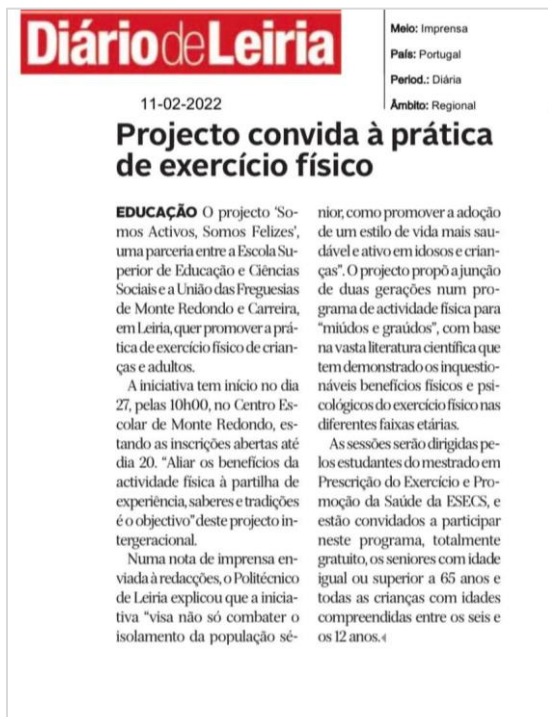 Diário de Leiria
Meio: Imprensa
País: Portugal
Period.: Diária
Âmbito: Regional
11-02-2022
Projecto convida à prática
de exercício físico
EDUCAÇÃO O projecto ‘So-
mos Activos, Somos Felizes’,
uma parceria entre a Escola Su-
perior de Educação e Ciências
Sociais e a União das Freguesias
de Monte Redondo e Carreira,
em Leiria, quer promover a prá-
tica de exercício físico de crian-
ças e adultos.
A iniciativa tem início no dia
27, pelas 10h00, no Centro Es-
colar de Monte Redondo, es-
tando as inscrições abertas até
dia 20. “Aliar os benefícios da
actividade física à partilha de
experiência, saberes e tradições
é o objectivo” deste projecto in-
tergeracional.
Numa nota de imprensa en-
viada à redacções, o Politécnico
de Leiria explicou que a inicia-
tiva “visa não só combater o
isolamento da população sé-
nior, como promover a adoção
de um estilo de vida mais sau-
dável e ativo em idosos e crian-
ças”. O projecto propõ a junção
de duas gerações num pro-
grama de actividade física para
“miúdos e graúdos”, com base
na vasta literatura científica que
tem demonstrado os inquestio-
náveis benefícios físicos e psi-
cológicos do exercício físico nas
diferentes faixas etárias.
As sessões serão dirigidas pe-
los estudantes do mestrado em
Prescrição do Exercício e Pro-
moção da Saúde da ESECS, e
estão convidados a participar
neste programa, totalmente
gratuito, os seniores com idade
igual ou superior a 65 anos e
todas as crianças com idades
compreendidas entre os seis e
os 12 anos.